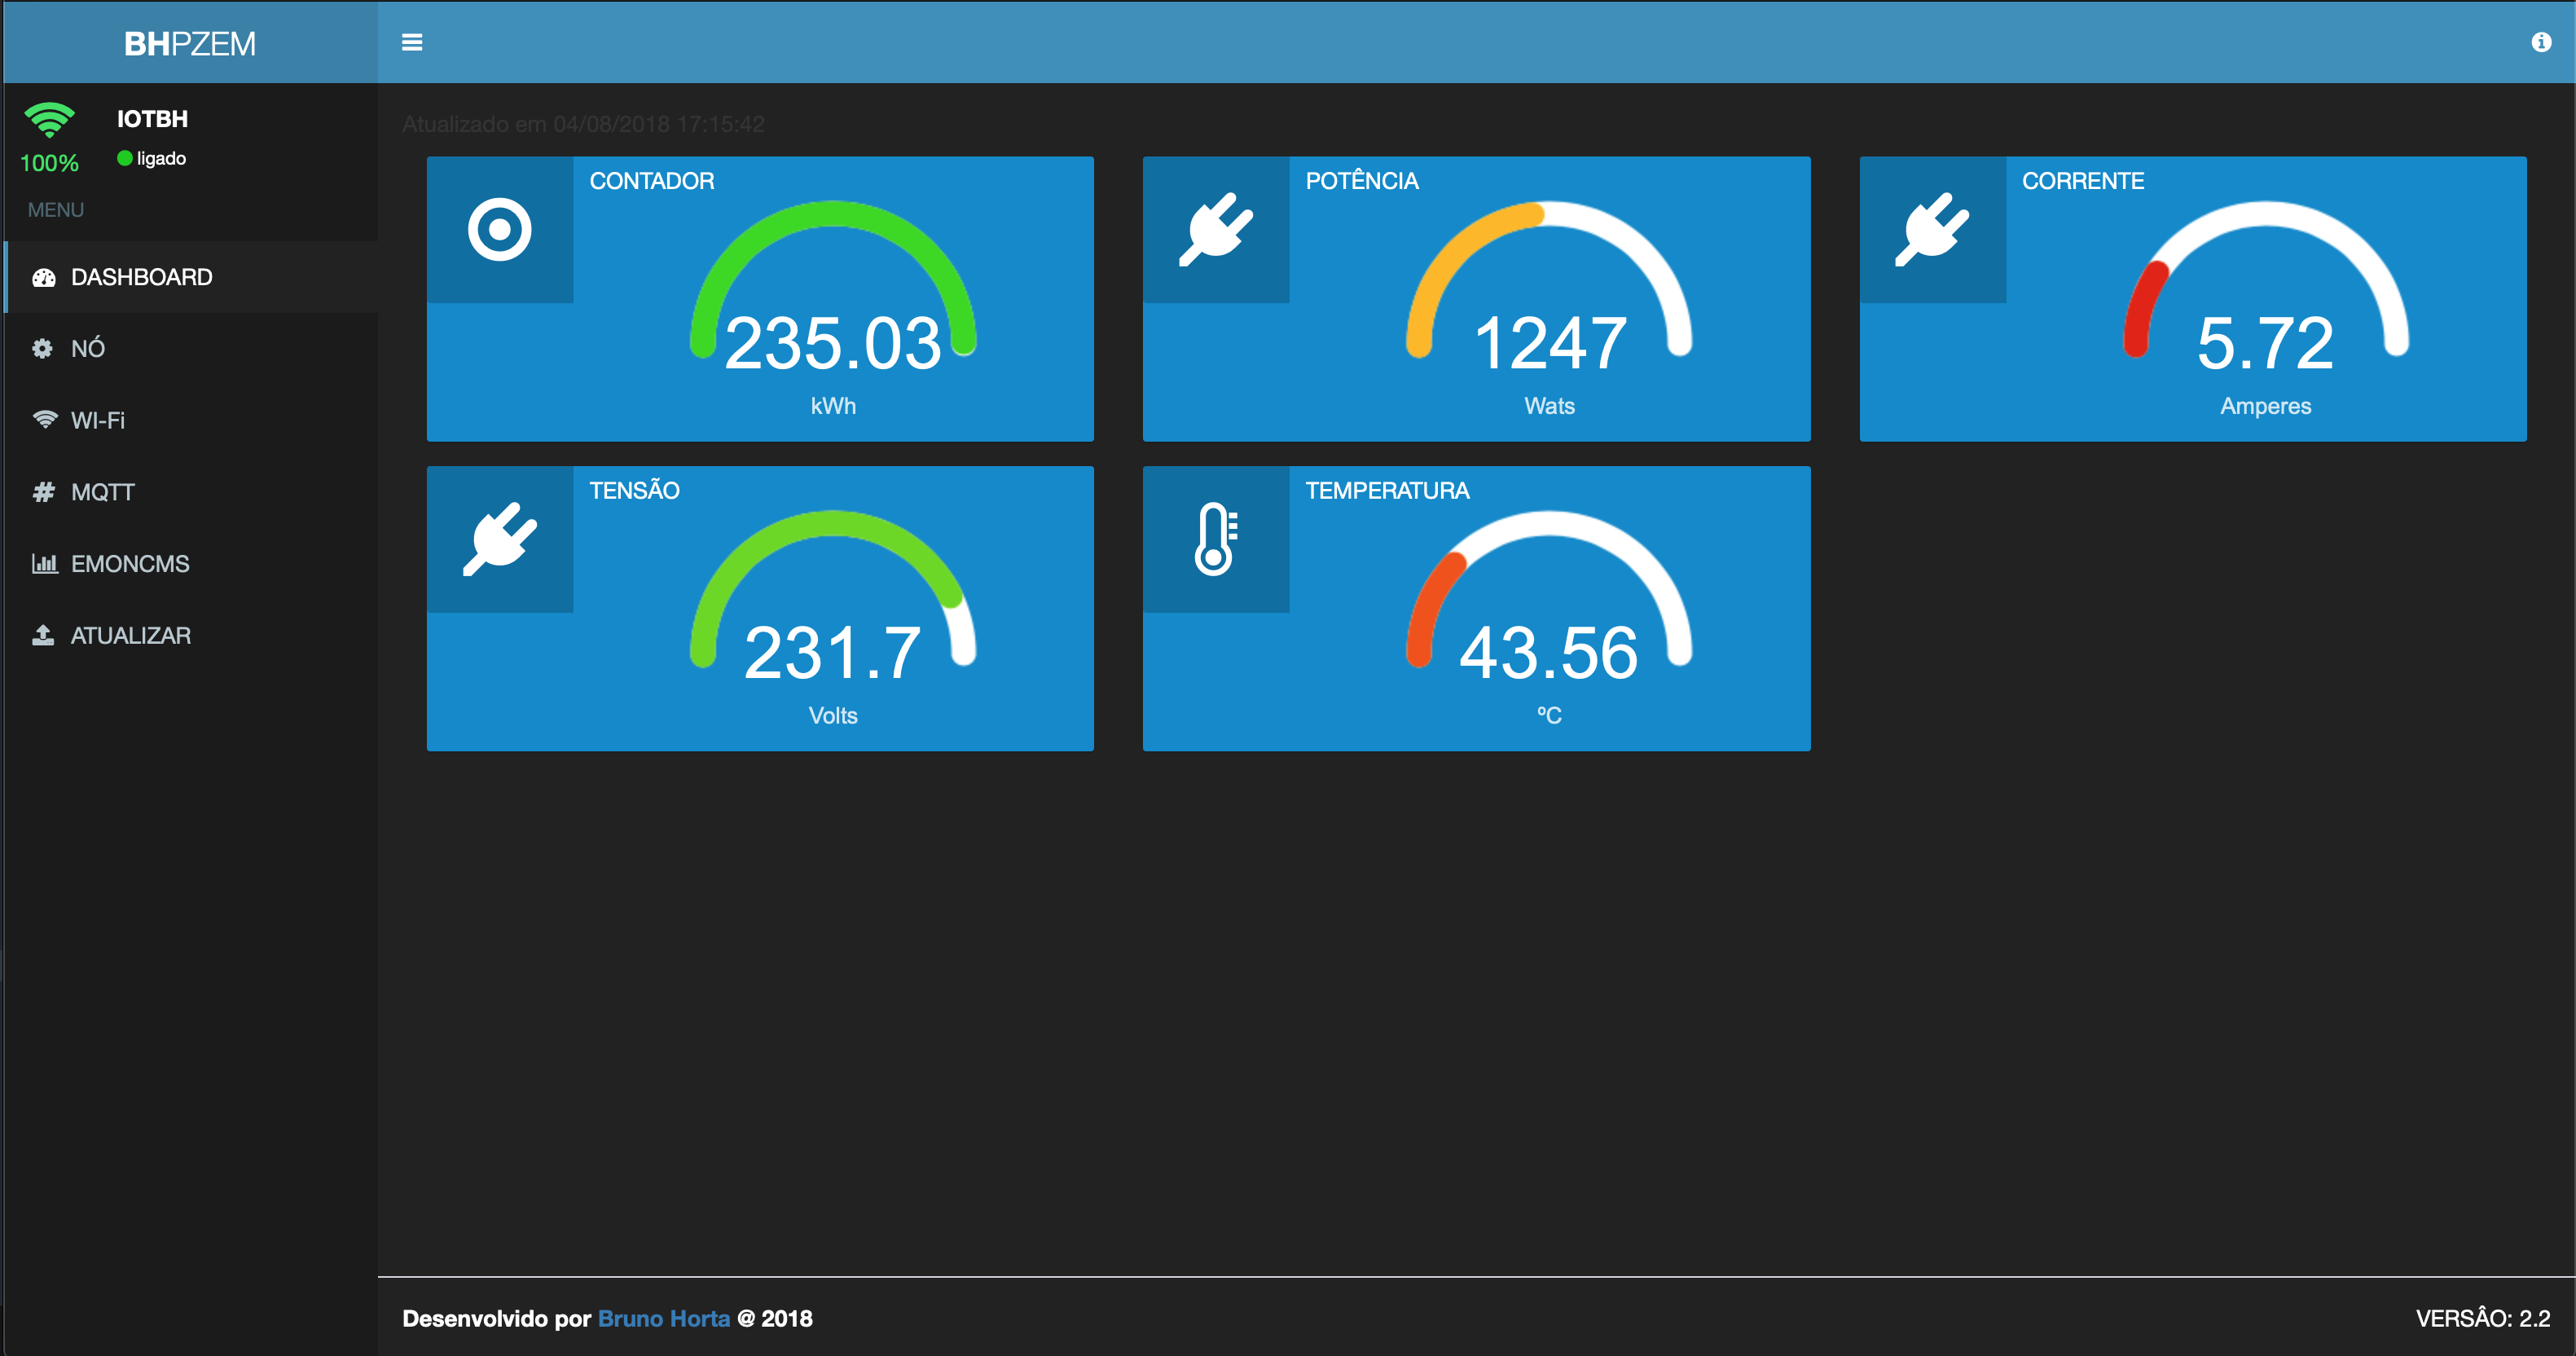 BHPZEM
IOTBH
100%
ligado
MENU
DASHBOARD
NÓ
WI-Fi
MQTT
EMONCMS
ATUALIZAR
Atualizado em 04/08/2018 17:15:42
CONTADOR
235.03
kWh
POTÊNCIA
1247
Wats
CORRENTE
5.72
Amperes
TENSÃO
231.7
Volts
TEMPERATURA
43.56
ºC
Desenvolvido por Bruno Horta @ 2018
VERSÂO: 2.2